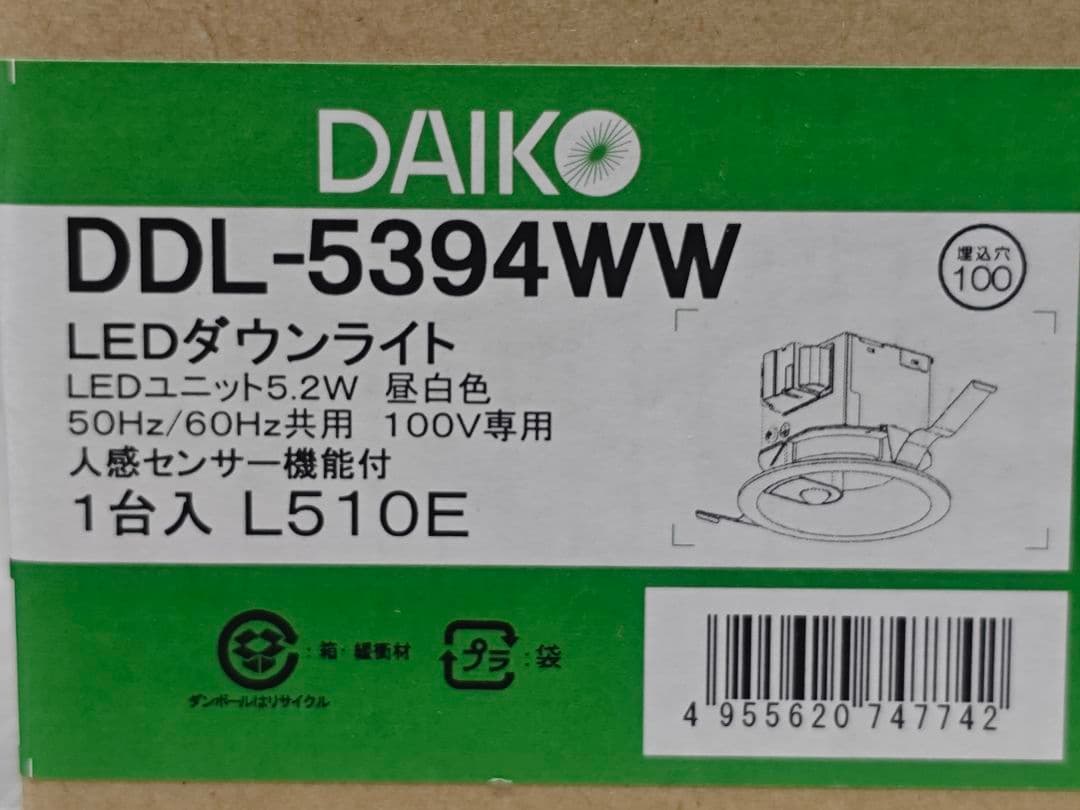 DAIKO
DDL-5394WW
埋込穴
100
LEDダウンライト
LEDユニット5.2W 昼白色
50Hz/60Hz共用 100V専用
人感センサー機能付
1台入 L510E
:箱・緩衝材
プラ :袋
ダンボールはリサイクル
4 955620 747742